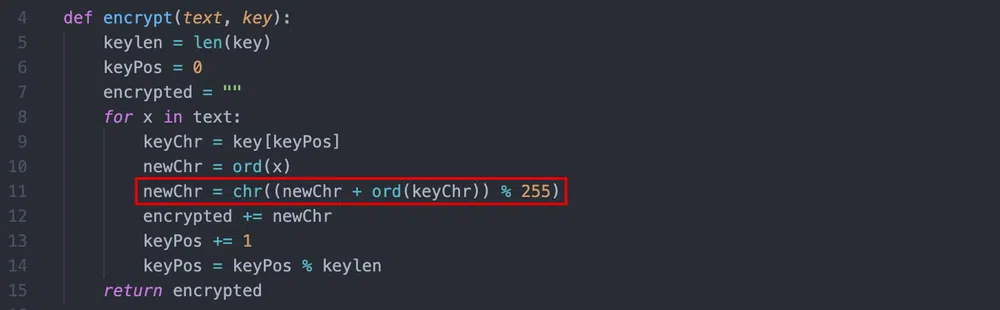 4 def encrypt(text, key):
5 keylen = len(key)
6 keyPos = 0
7 encrypted = ""
8 for x in text:
9 keyChr = key[keyPos]
10 newChr = ord(x)
11 newChr = chr((newChr + ord(keyChr)) % 255)
12 encrypted += newChr
13 keyPos += 1
14 keyPos = keyPos % keylen
15 return encrypted